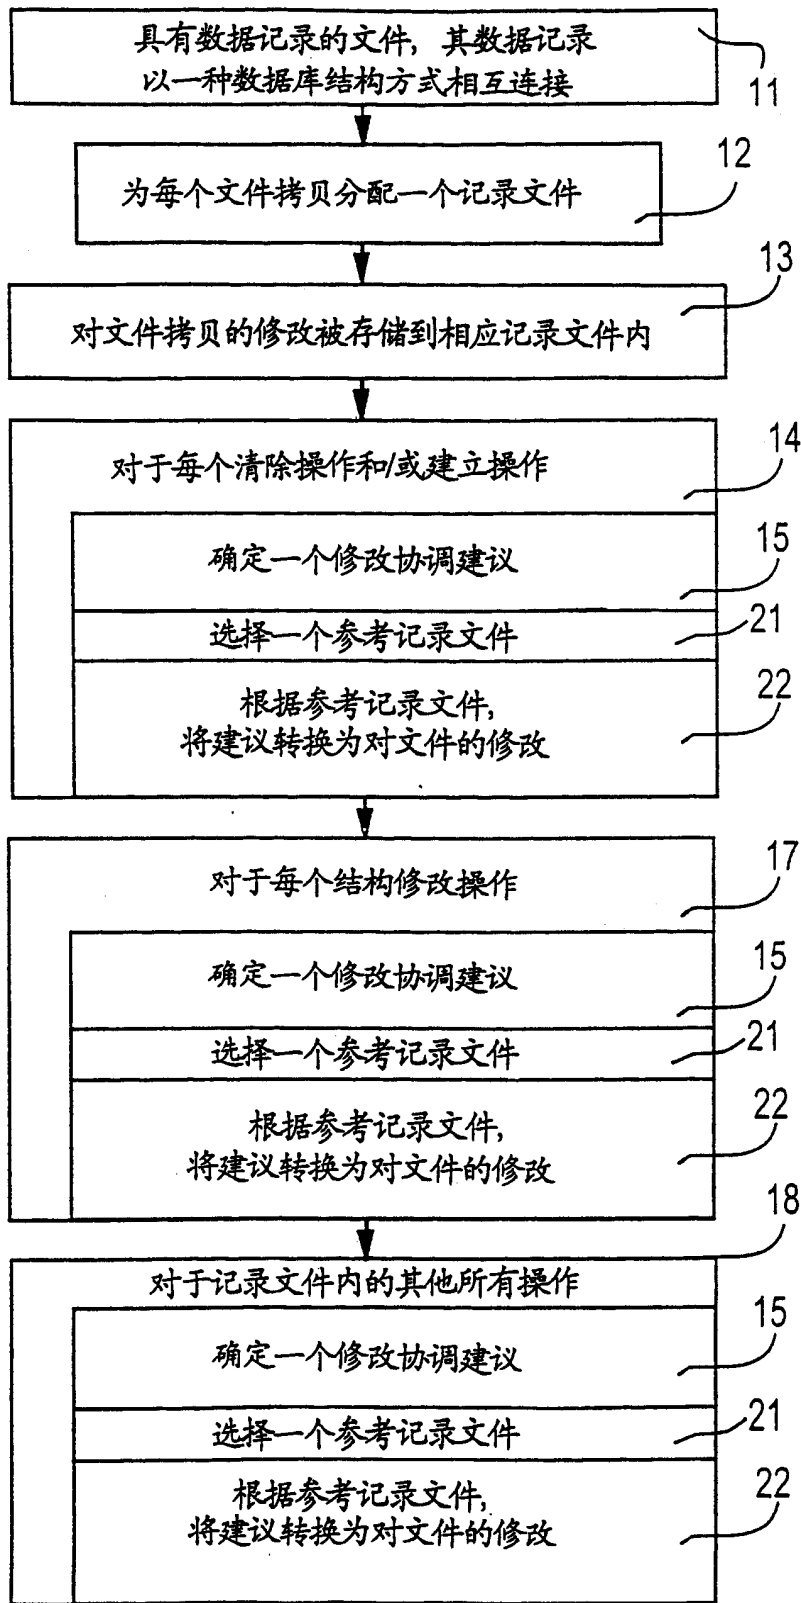 具有数据记录的文件, 其数据记录
以一种数据库结构方式相互连接
11
为每个文件拷贝分配一个记录文件
12
对文件拷贝的修改被存储到相应记录文件内
13
对于每个清除操作和/或建立操作
14
确定一个修改协调建议
15
选择一个参考记录文件
21
根据参考记录文件,
将建议转换为对文件的修改
22
对于每个结构修改操作
17
确定一个修改协调建议
15
选择一个参考记录文件
21
根据参考记录文件,
将建议转换为对文件的修改
22
对于记录文件内的其他所有操作
18
确定一个修改协调建议
15
选择一个参考记录文件
21
根据参考记录文件,
将建议转换为对文件的修改
22